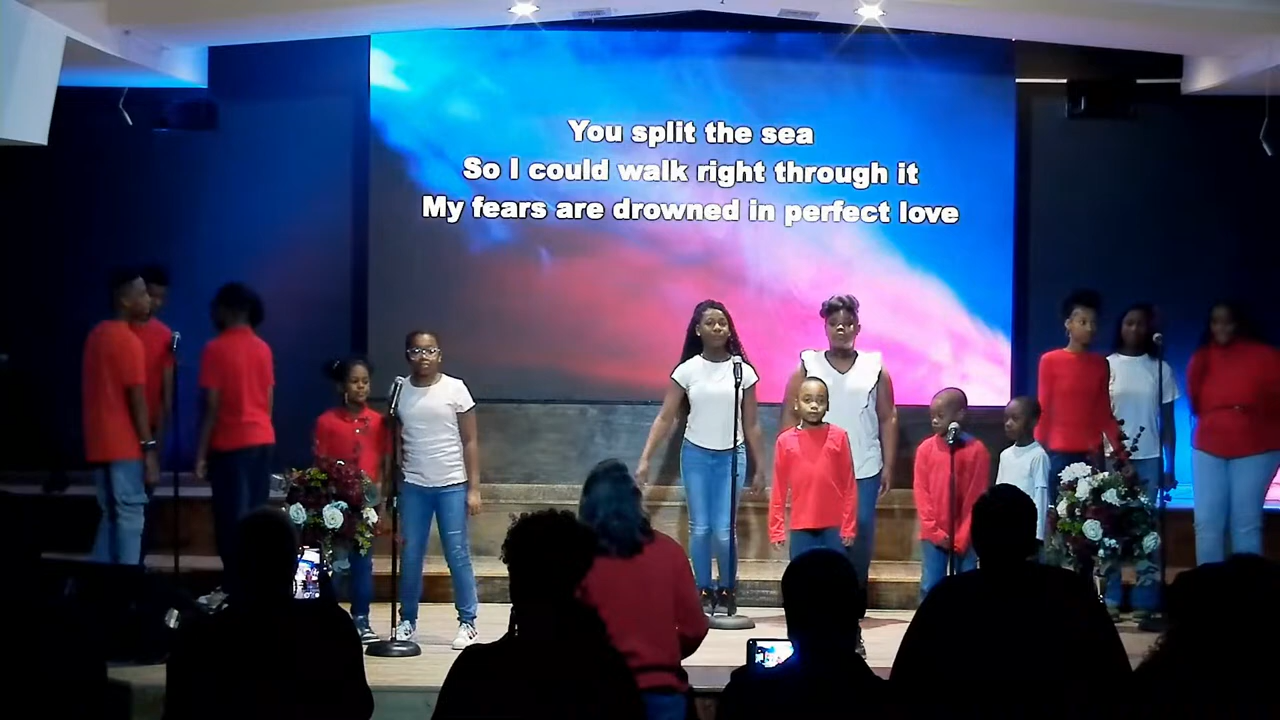 You split the sea
So I could walk right through it
My fears are drowned in perfect love